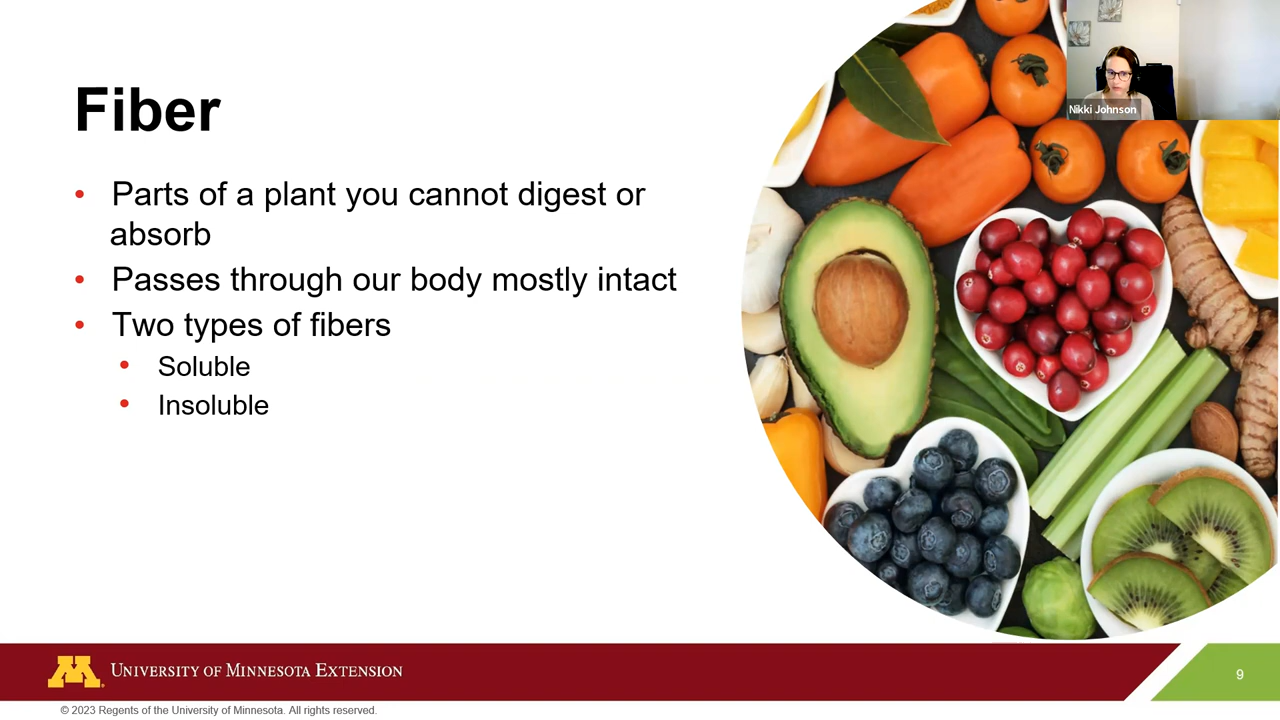 Fiber
• Parts of a plant you cannot digest or
absorb
• Passes through our body mostly intact
• Two types of fibers
• Soluble
• Insoluble
Nikki Johnson
M
UNIVERSITY OF MINNESOTA EXTENSION
9
© 2023 Regents of the University of Minnesota. All rights reserved.